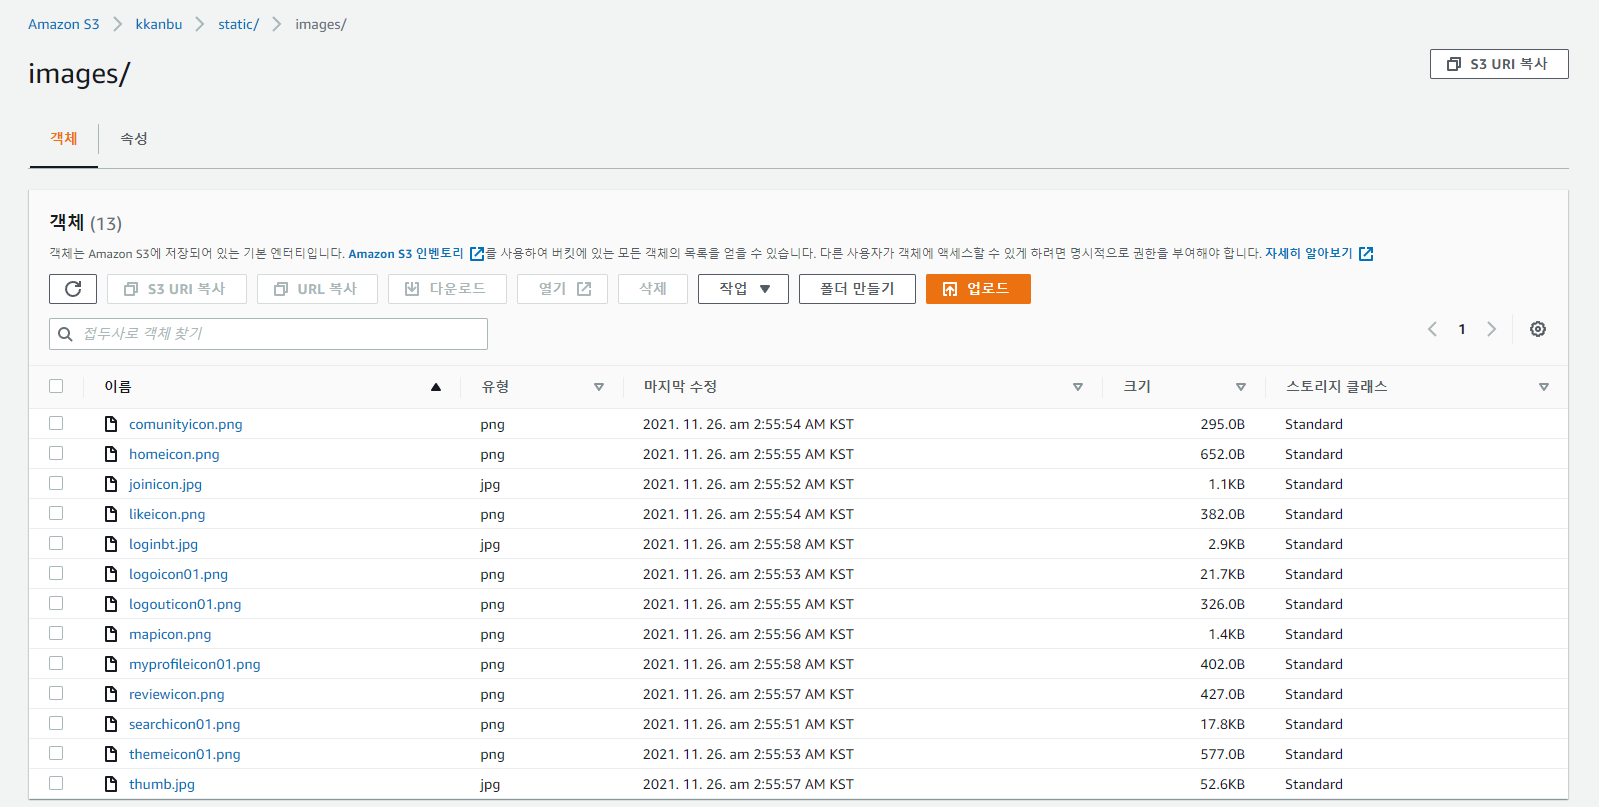 Amazon S3 > kkanbu > static/ > images/
images/
S3 URI 복사
객체 속성
객체 (13)
객체는 Amazon S3에 저장되어 있는 기본 엔터티입니다. Amazon S3 인벤토리 를 사용하여 버킷에 있는 모든 객체의 목록을 얻을 수 있습니다. 다른 사용자가 객체에 액세스할 수 있게 하려면 명시적으로 권한을 부여해야 합니다. 자세히 알아보기
S3 URI 복사 URL 복사 다운로드 열기 삭제 작업 폴더 만들기 업로드
접두사로 객체 찾기 1
이름 유형 마지막 수정 크기 스토리지 클래스
comunityicon.png png 2021. 11. 26. am 2:55:54 AM KST 295.0B Standard
homeicon.png png 2021. 11. 26. am 2:55:55 AM KST 652.0B Standard
joinicon.jpg jpg 2021. 11. 26. am 2:55:52 AM KST 1.1KB Standard
likeicon.png png 2021. 11. 26. am 2:55:54 AM KST 382.0B Standard
loginbt.jpg jpg 2021. 11. 26. am 2:55:58 AM KST 2.9KB Standard
logoicon01.png png 2021. 11. 26. am 2:55:53 AM KST 21.7KB Standard
logouticon01.png png 2021. 11. 26. am 2:55:55 AM KST 326.0B Standard
mapicon.png png 2021. 11. 26. am 2:55:56 AM KST 1.4KB Standard
myprofileicon01.png png 2021. 11. 26. am 2:55:58 AM KST 402.0B Standard
reviewicon.png png 2021. 11. 26. am 2:55:57 AM KST 427.0B Standard
searchicon01.png png 2021. 11. 26. am 2:55:51 AM KST 17.8KB Standard
themeicon01.png png 2021. 11. 26. am 2:55:53 AM KST 577.0B Standard
thumb.jpg jpg 2021. 11. 26. am 2:55:57 AM KST 52.6KB Standard